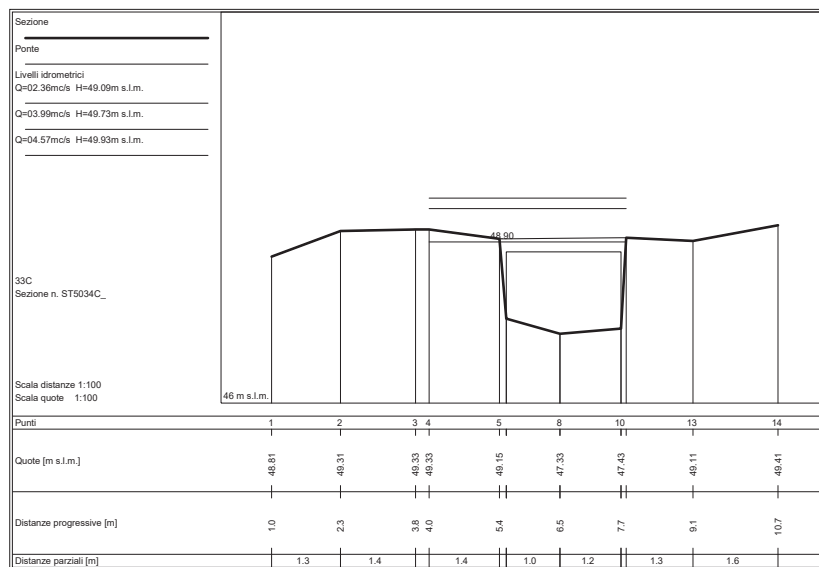 Sezione
Ponte
Livelli idrometrici
Q=02.36mc/s H=49.09m s.l.m.
Q=03.99mc/s H=49.73m s.l.m.
Q=04.57mc/s H=49.93m s.l.m.
48.90
33C
Sezione n. ST5034C_
Scala distanze 1:100
Scala quote 1:100
46 m s.l.m.
Punti 1 2 3 4 5 8 10 13 14
Quote [m s.l.m.] 48.81 49.31 49.33 49.33 49.15 47.33 47.43 49.11 49.41
Distanze progressive [m] 1.0 2.3 3.8 4.0 5.4 6.5 7.7 9.1 10.7
Distanze parziali [m] 1.3 1.4 1.4 1.0 1.2 1.3 1.6